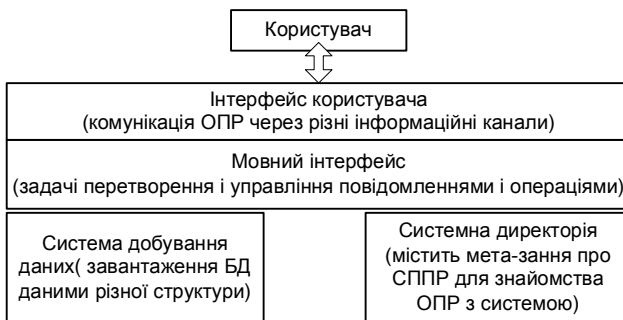 Користувач
Інтерфейс користувача
(комунікація ОПР через різні інформаційні канали)
Мовний інтерфейс
(задачі перетворення і управління повідомленнями і операціями)
Система добування
даних( завантаження БД
даними різної структури)
Системна директорія
(містить мета-зання про
СППР для знайомства
ОПР з системою)